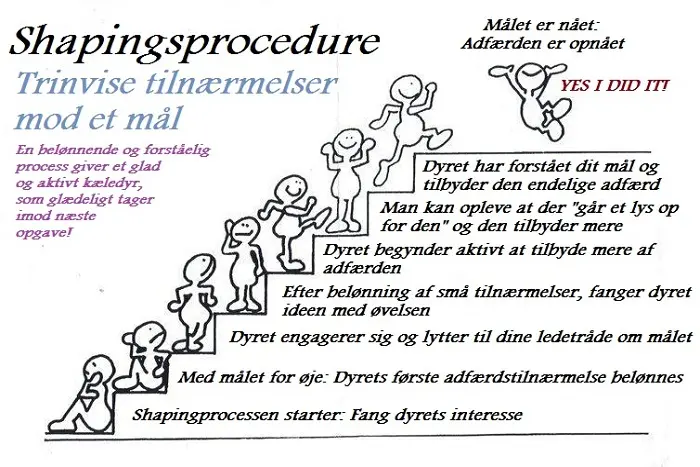 Shapingsprocedure
Trinvise tilnærmelser
mod et mål
En belønnende og forståelig
process giver et glad
og aktivt kæledyr,
som glædeligt tager
imod næste
opgave!
Målet er nået:
Adfærden er opnået
YES I DID IT!
Dyret har forstået dit mål og
tilbyder den endelige adfærd
Man kan opleve at der "går et lys op
for den" og den tilbyder mere
Dyret begynder aktivt at tilbyde mere af
adfærden
Efter belønning af små tilnærmelser, fanger dyret
ideen med øvelsen
Dyret engagerer sig og lytter til dine ledetråde om målet
Med målet for øje: Dyrets første adfærdstilnærmelse belønnes
Shapingprocessen starter: Fang dyrets interesse